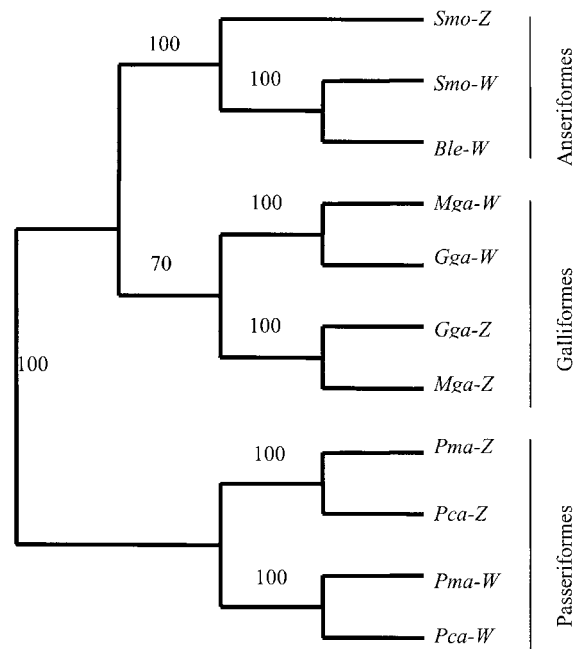 100
Smo-Z
100
Smo-W
Ble-W
Anseriformes
100
Mga-W
Gga-W
70
100
Gga-Z
Mga-Z
Galliformes
100
100
Pma-Z
Pca-Z
100
Pma-W
Pca-W
Passeriformes